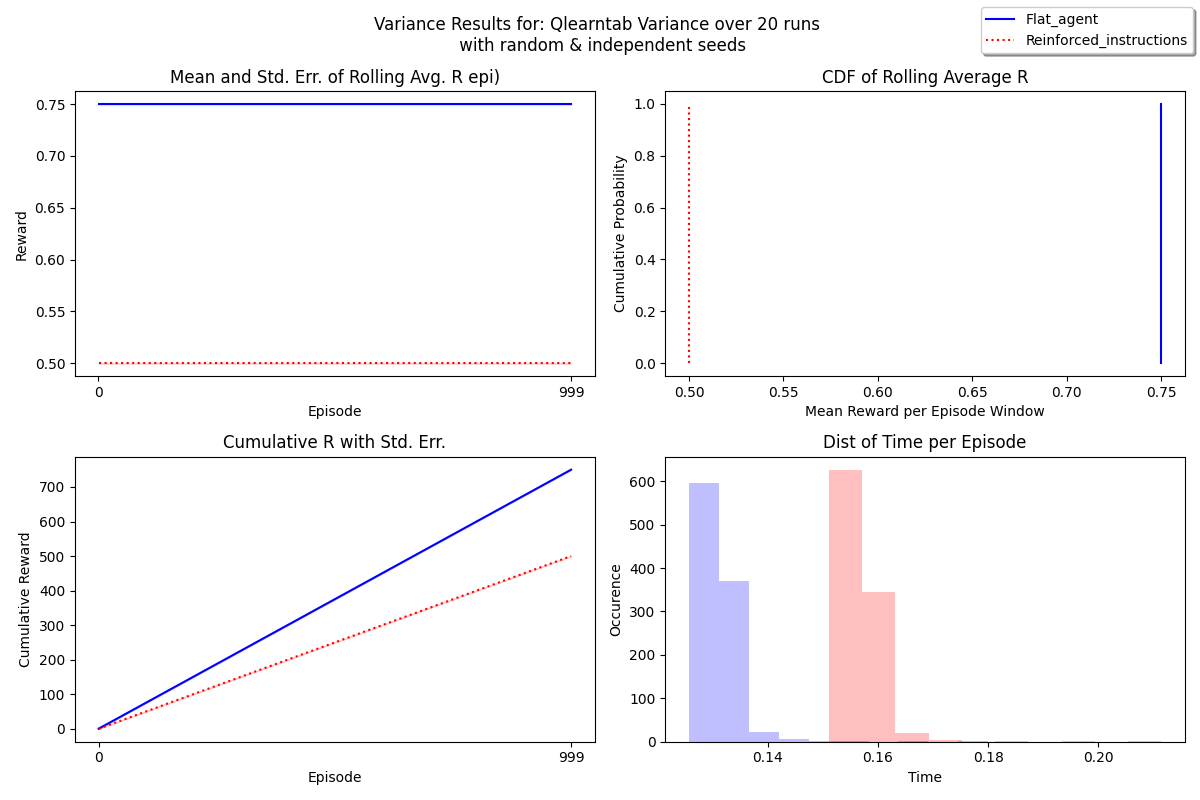 Variance Results for: Qlearntab Variance over 20 runs
with random & independent seeds
Flat_agent
Reinforced_instructions
Mean and Std. Err. of Rolling Avg. R epi)
0.75
0.70
0.65
0.60
0.55
0.50
Reward
0
999
Episode
CDF of Rolling Average R
1.0
0.8
0.6
0.4
0.2
0.0
Cumulative Probability
0.50
0.55
0.60
0.65
0.70
0.75
Mean Reward per Episode Window
Cumulative R with Std. Err.
700
600
500
400
300
200
100
0
Cumulative Reward
0
999
Episode
Dist of Time per Episode
600
500
400
300
200
100
0
Occurence
0.14
0.16
0.18
0.20
Time